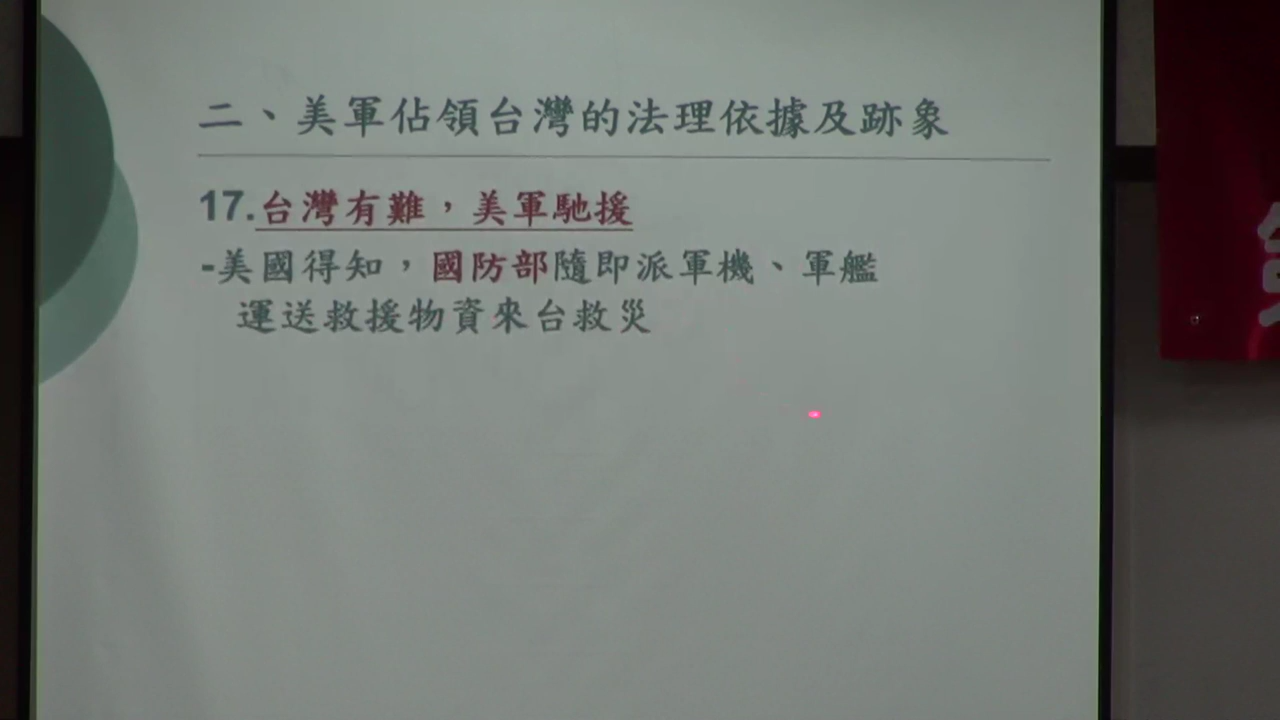 二、美軍佔領台灣的法理依據及跡象
17.台灣有難，美軍馳援
-美國得知，國防部隨即派軍機、軍艦
運送救援物資來台救災